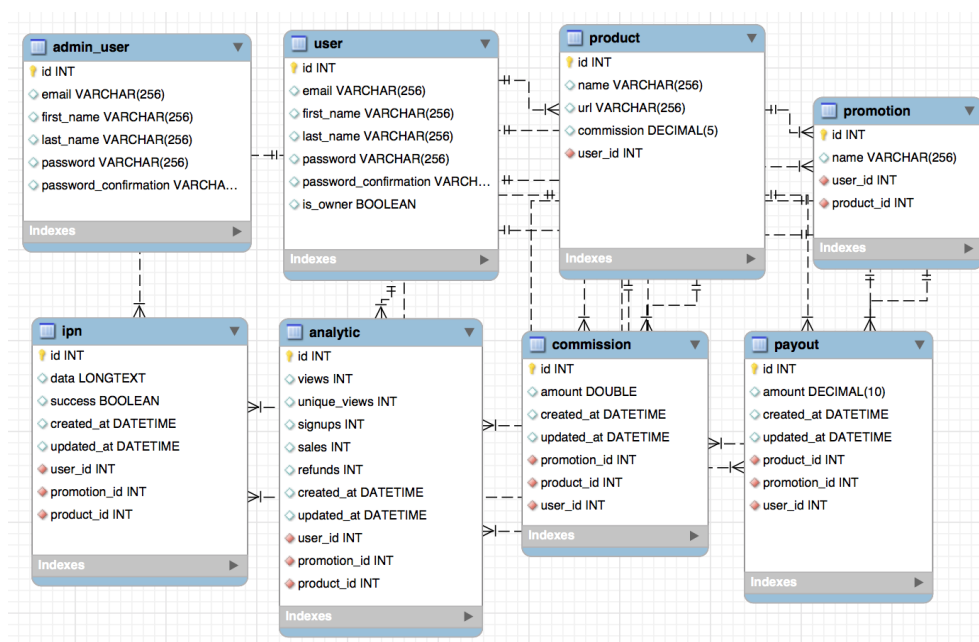 admin_user
id INT
email VARCHAR(256)
first_name VARCHAR(256)
last_name VARCHAR(256)
password VARCHAR(256)
password_confirmation VARCHA...
Indexes
user
id INT
email VARCHAR(256)
first_name VARCHAR(256)
last_name VARCHAR(256)
password VARCHAR(256)
password_confirmation VARCH...
is_owner BOOLEAN
Indexes
product
id INT
name VARCHAR(256)
url VARCHAR(256)
commission DECIMAL(5)
user_id INT
Indexes
promotion
id INT
name VARCHAR(256)
user_id INT
product_id INT
Indexes
ipn
id INT
data LONGTEXT
success BOOLEAN
created_at DATETIME
updated_at DATETIME
user_id INT
promotion_id INT
product_id INT
Indexes
analytic
id INT
views INT
unique_views INT
signups INT
sales INT
refunds INT
created_at DATETIME
updated_at DATETIME
user_id INT
promotion_id INT
product_id INT
Indexes
commission
id INT
amount DOUBLE
created_at DATETIME
updated_at DATETIME
promotion_id INT
product_id INT
user_id INT
Indexes
payout
id INT
amount DECIMAL(10)
created_at DATETIME
updated_at DATETIME
product_id INT
promotion_id INT
user_id INT
Indexes